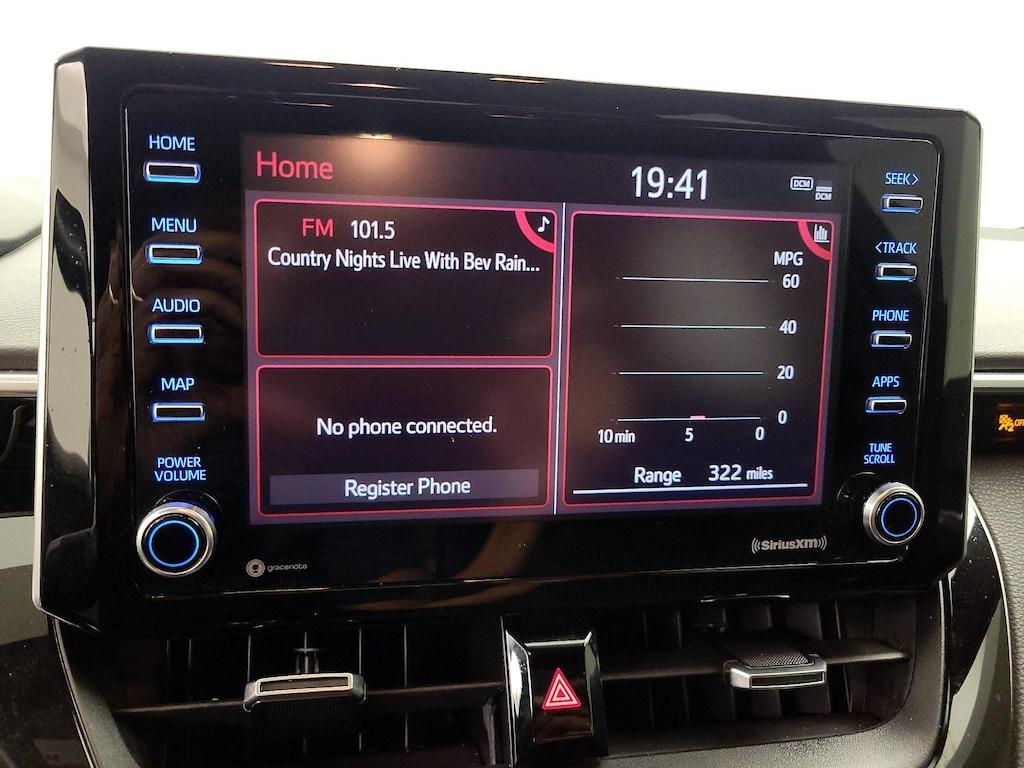 HOME
MENU
AUDIO
MAP
POWER
VOLUME
Home
19:41
DCM
DCM
FM 101.5
Country Nights Live With Bev Rain...
No phone connected.
Register Phone
MPG
60
40
20
0
10 min 5 0
Range 322 miles
SEEK>
<TRACK
PHONE
APPS
TUNE
SCROLL
gracenote
((SiriusXM))